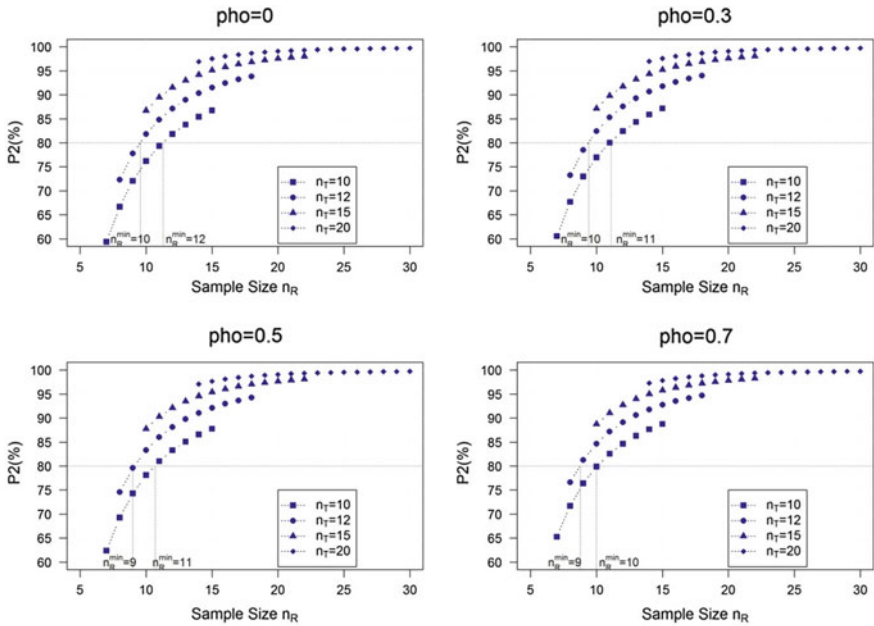 pho=0
P2(%)
100
95
90
85
80
75
70
65
60
n_T=10
n_T=12
n_T=15
n_T=20
n_R^min=10
n_R^min=12
5 10 15 20 25 30
Sample Size n_R
pho=0.3
P2(%)
100
95
90
85
80
75
70
65
60
n_T=10
n_T=12
n_T=15
n_T=20
n_R^min=10
n_R^min=11
5 10 15 20 25 30
Sample Size n_R
pho=0.5
P2(%)
100
95
90
85
80
75
70
65
60
n_T=10
n_T=12
n_T=15
n_T=20
n_R^min=9
n_R^min=11
5 10 15 20 25 30
Sample Size n_R
pho=0.7
P2(%)
100
95
90
85
80
75
70
65
60
n_T=10
n_T=12
n_T=15
n_T=20
n_R^min=9
n_R^min=10
5 10 15 20 25 30
Sample Size n_R